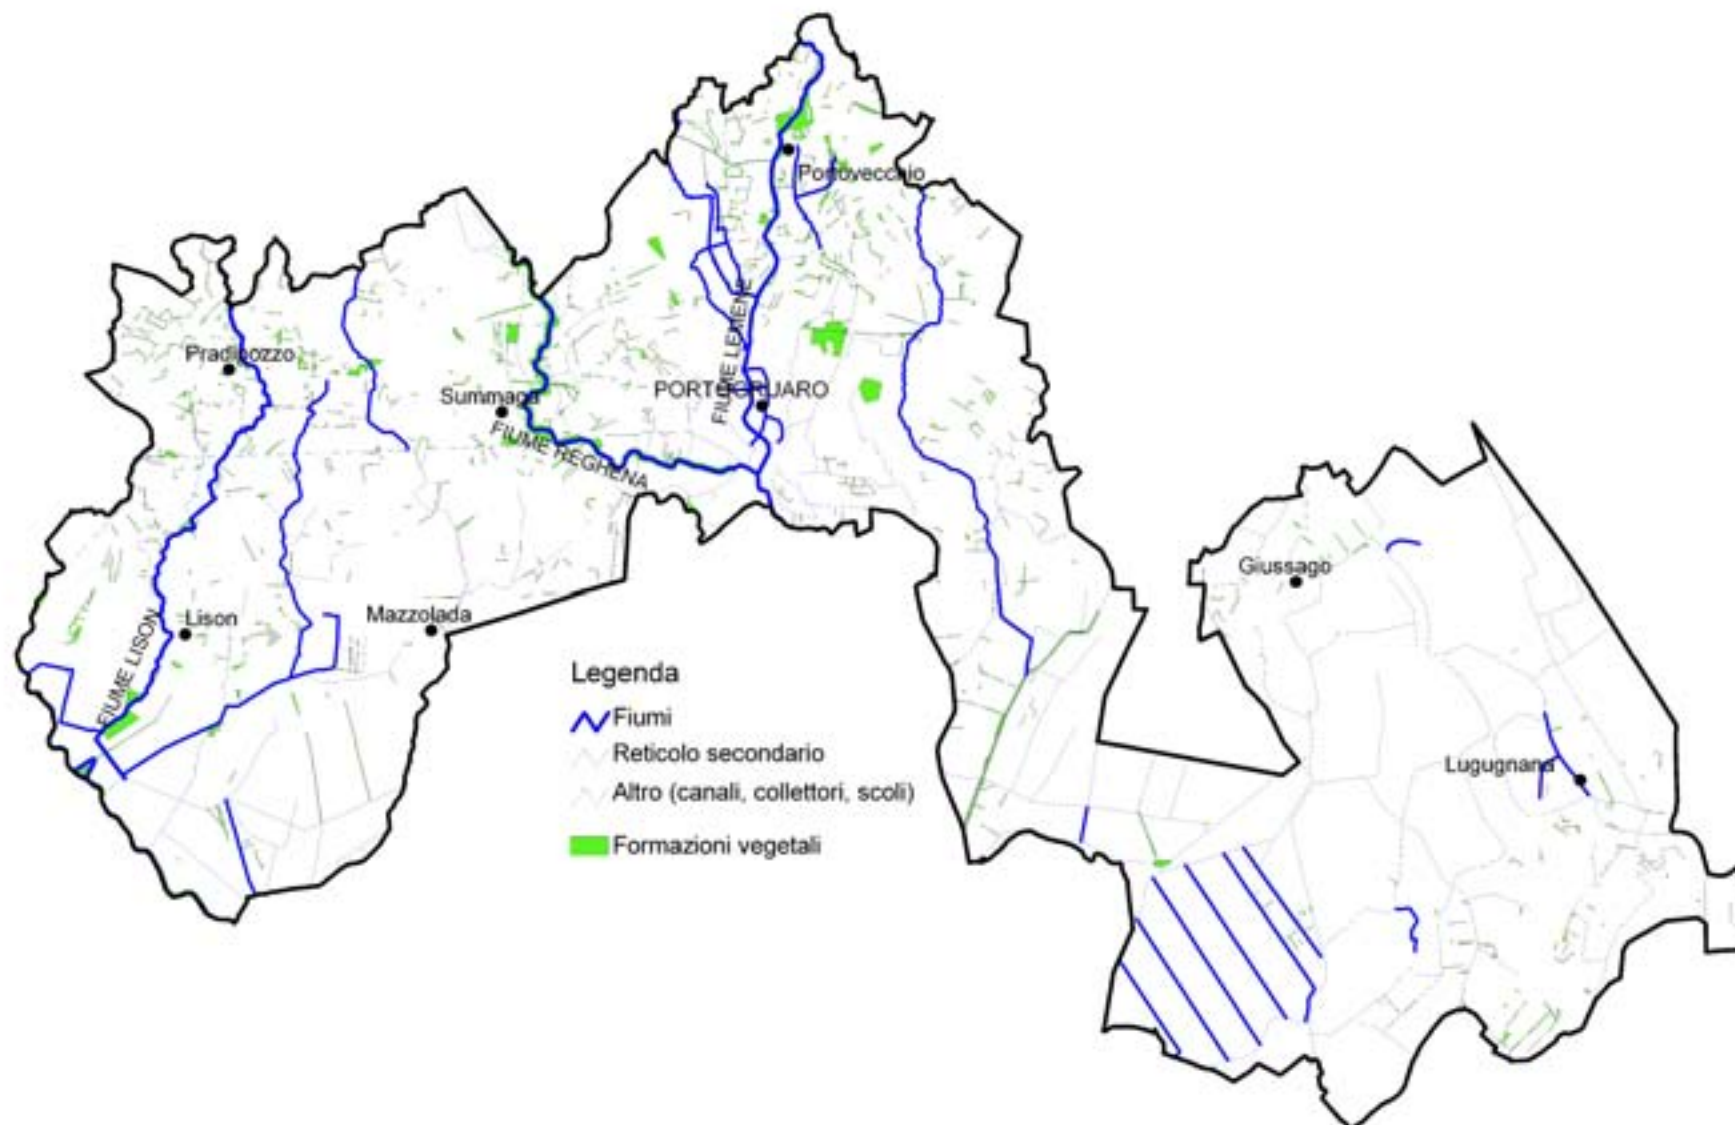 Portovecchio
FIUME LEMENE
Pradipozzo
Summaga
PORTOGRUARO
FIUME REGHENA
Giussago
Lison
Mazzolada
FIUME LISON
Legenda
Fiumi
Reticolo secondario
Altro (canali, collettori, scoli)
Formazioni vegetali
Lugugnana